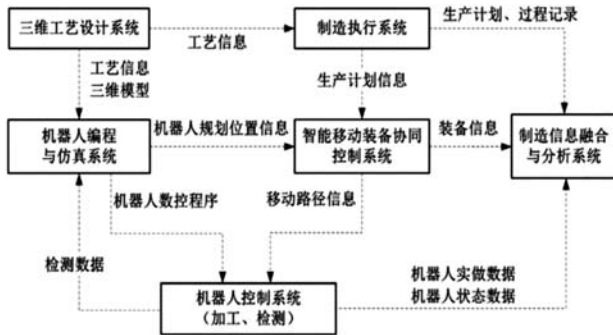 三维工艺设计系统
工艺信息
制造执行系统
生产计划、过程记录
工艺信息
三维模型
生产计划信息
机器人编程
与仿真系统
机器人规划位置信息
智能移动装备协同
控制系统
装备信息
制造信息融合
与分析系统
机器人数控程序
移动路径信息
检测数据
机器人控制系统
（加工、检测）
机器人实做数据
机器人状态数据